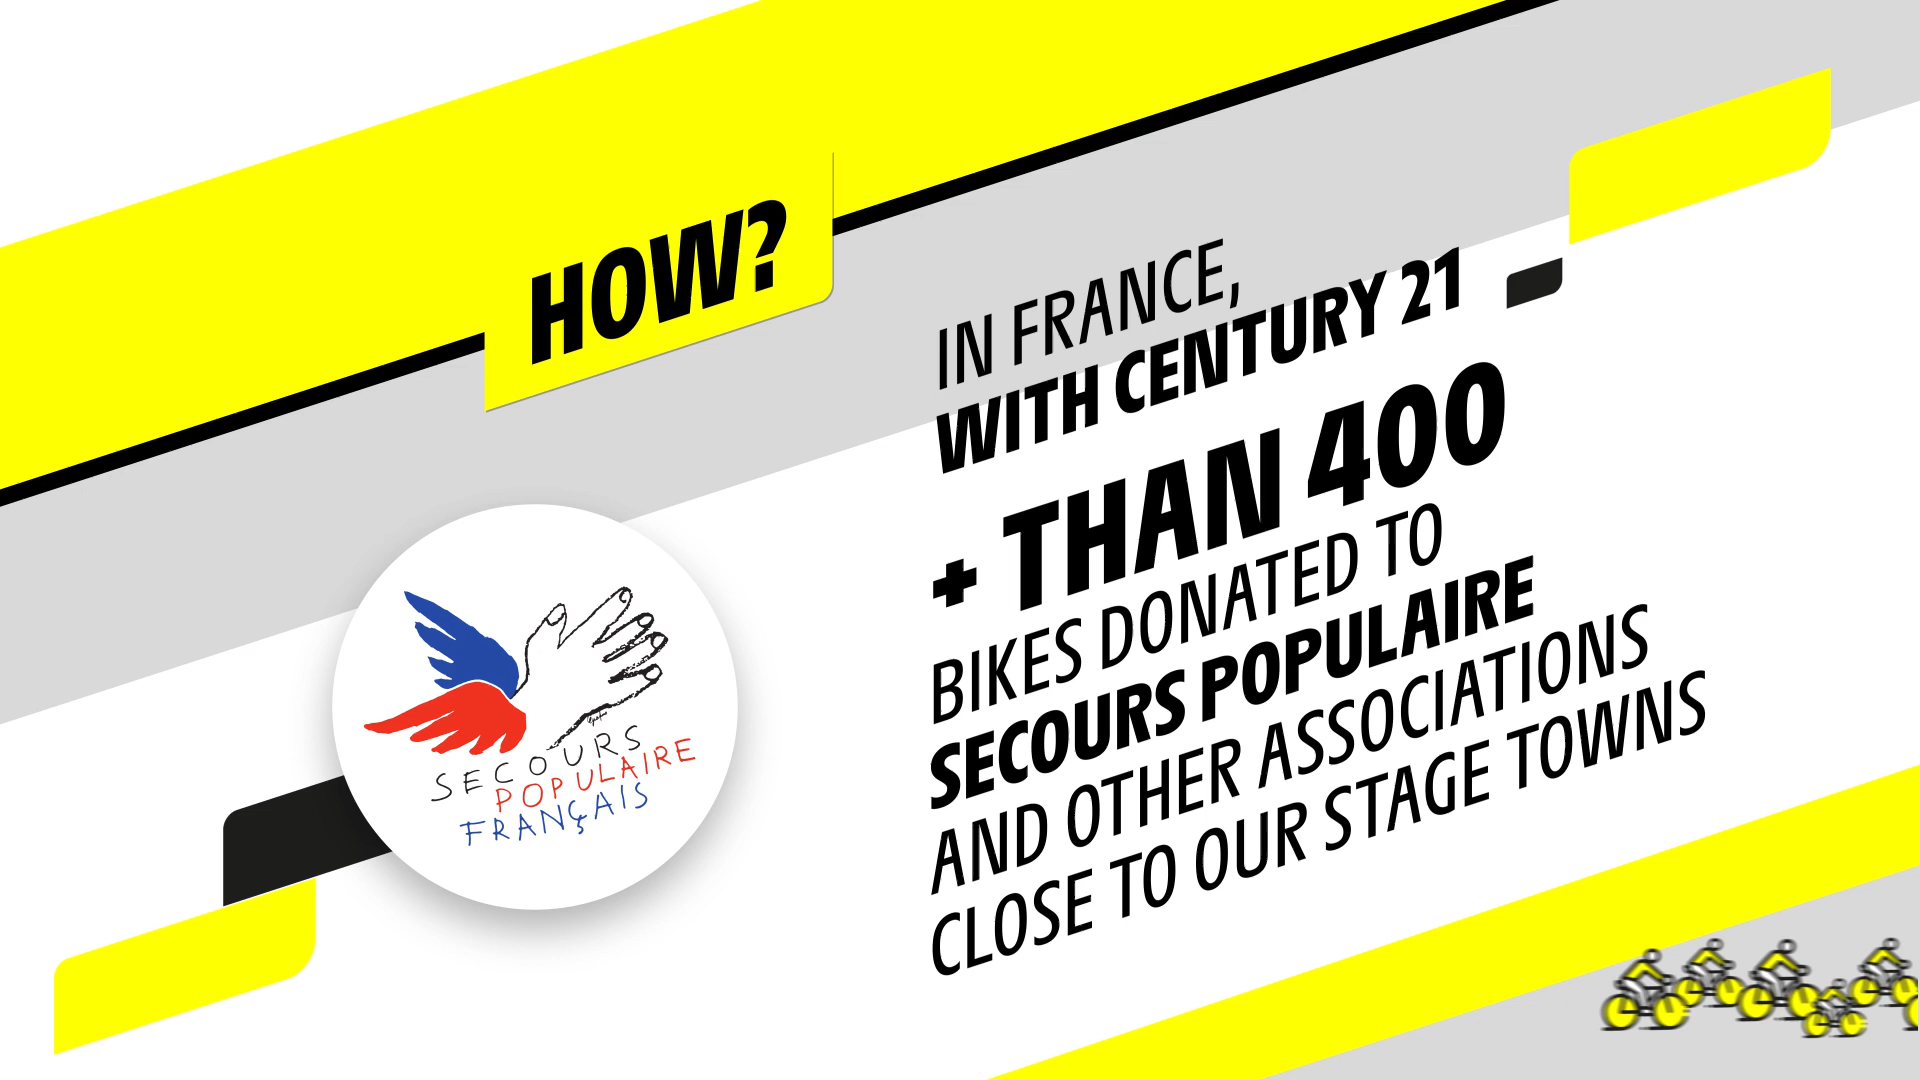 HOW?
IN FRANCE,
WITH CENTURY 21
+ THAN 400
BIKES DONATED TO
SECOURS POPULAIRE
AND OTHER ASSOCIATIONS
CLOSE TO OUR STAGE TOWNS
SECOURS
POPULAIRE
FRANÇAIS